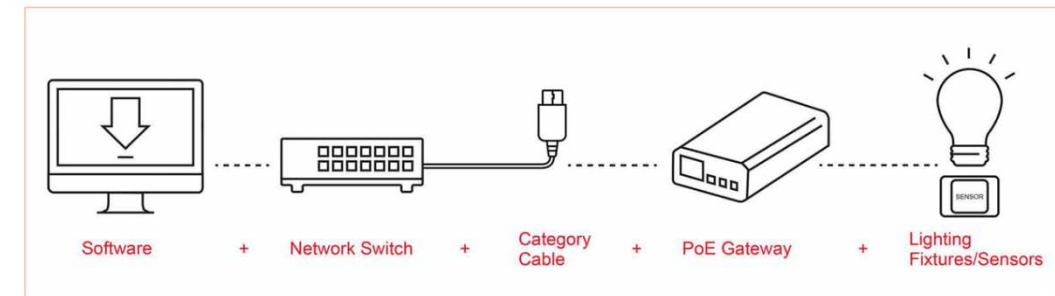 SENSOR
Software + Network Switch + Category Cable + PoE Gateway + Lighting Fixtures/Sensors